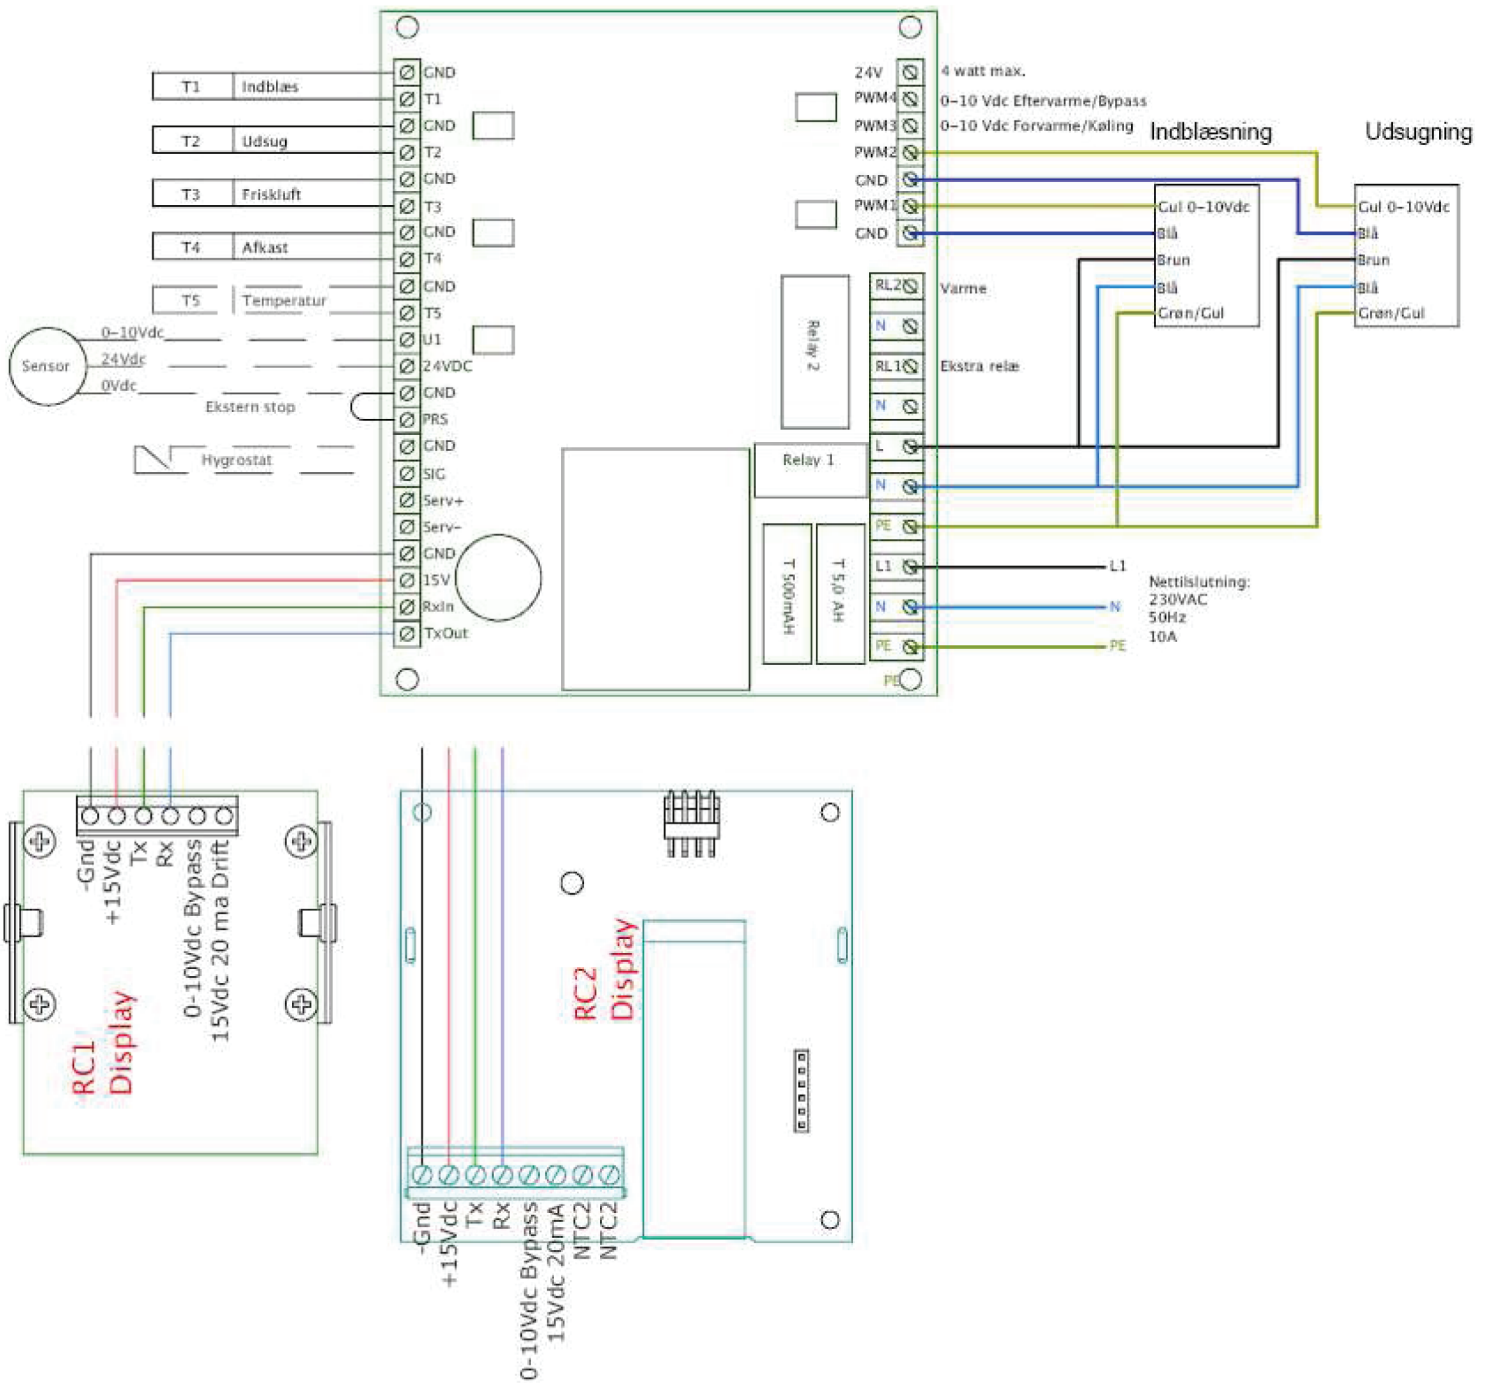 T1 Indblæs
T2 Udsug
T3 Friskluft
T4 Afkast
T5 Temperatur
Sensor
0-10Vdc
24Vdc
0Vdc
Ekstern stop
Hygrostat
GND
T1
GND
T2
GND
T3
GND
T4
GND
T5
U1
24VDC
GND
PRS
GND
SIG
Serv+
Serv-
GND
15V
RxIn
TxOut
Relay 2
Relay 1
T 500mAH
T 5,0 AH
24V 4 watt max.
PWM4 0-10 Vdc Eftervarme/Bypass
PWM3 0-10 Vdc Forvarme/Køling
PWM2
GND
PWM1
GND
RL2 Varme
N
RL1 Ekstra relæ
N
L
N
PE
L1
N
PE
PE
L1
N
PE
Nettilslutning:
230VAC
50Hz
10A
Indblæsning
Gul 0-10Vdc
Blå
Brun
Blå
Grøn/Gul
Udsugning
Gul 0-10Vdc
Blå
Brun
Blå
Grøn/Gul
-Gnd
+15Vdc
Tx
Rx
0-10Vdc Bypass
15Vdc 20 ma Drift
RC1
Display
RC2
Display
-Gnd
+15Vdc
Tx
Rx
0-10Vdc Bypass
15Vdc 20mA
NTC2
NTC2